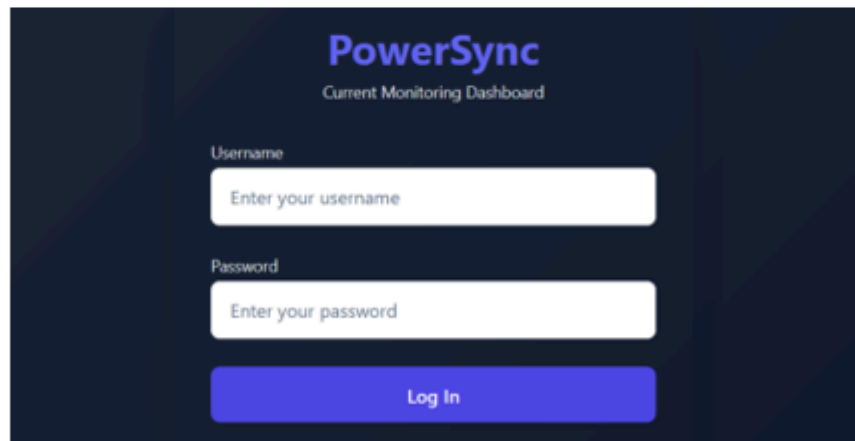 PowerSync
Current Monitoring Dashboard
Username
Enter your username
Password
Enter your password
Log In